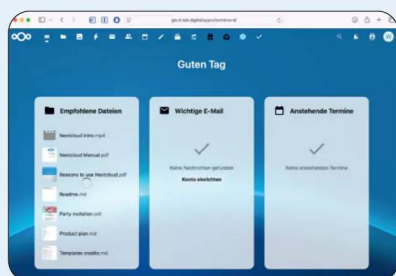 Guten Tag
Empfohlene Dateien
Nextcloud Intro.mp4
Nextcloud Manual.pdf
Reasons to use Nextcloud.pdf
Readme.md
Party invitation.odt
Product plan.md
Templates credits.md
Wichtige E-Mail
Keine Nachrichten gefunden
Konto einrichten
Anstehende Termine
Keine anstehenden Termine
W